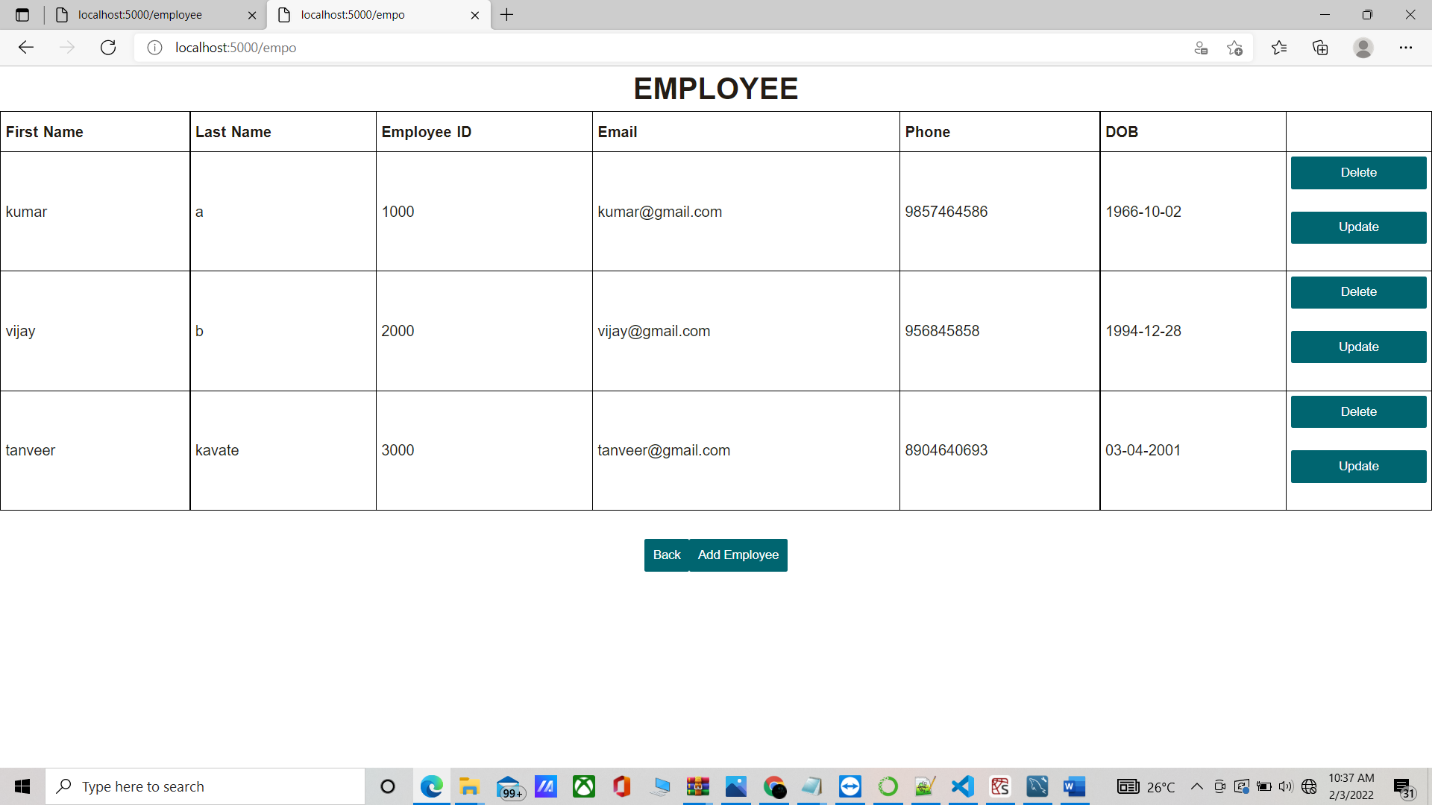 localhost:5000/employee
localhost:5000/empo
localhost:5000/empo
EMPLOYEE
First Name Last Name Employee ID Email Phone DOB
Delete
kumar a 1000 kumar@gmail.com 9857464586 1966-10-02
Update
Delete
vijay b 2000 vijay@gmail.com 956845858 1994-12-28
Update
Delete
tanveer kavate 3000 tanveer@gmail.com 8904640693 03-04-2001
Update
Back Add Employee
Type here to search
99+
26°C
10:37 AM
2/3/2022
31